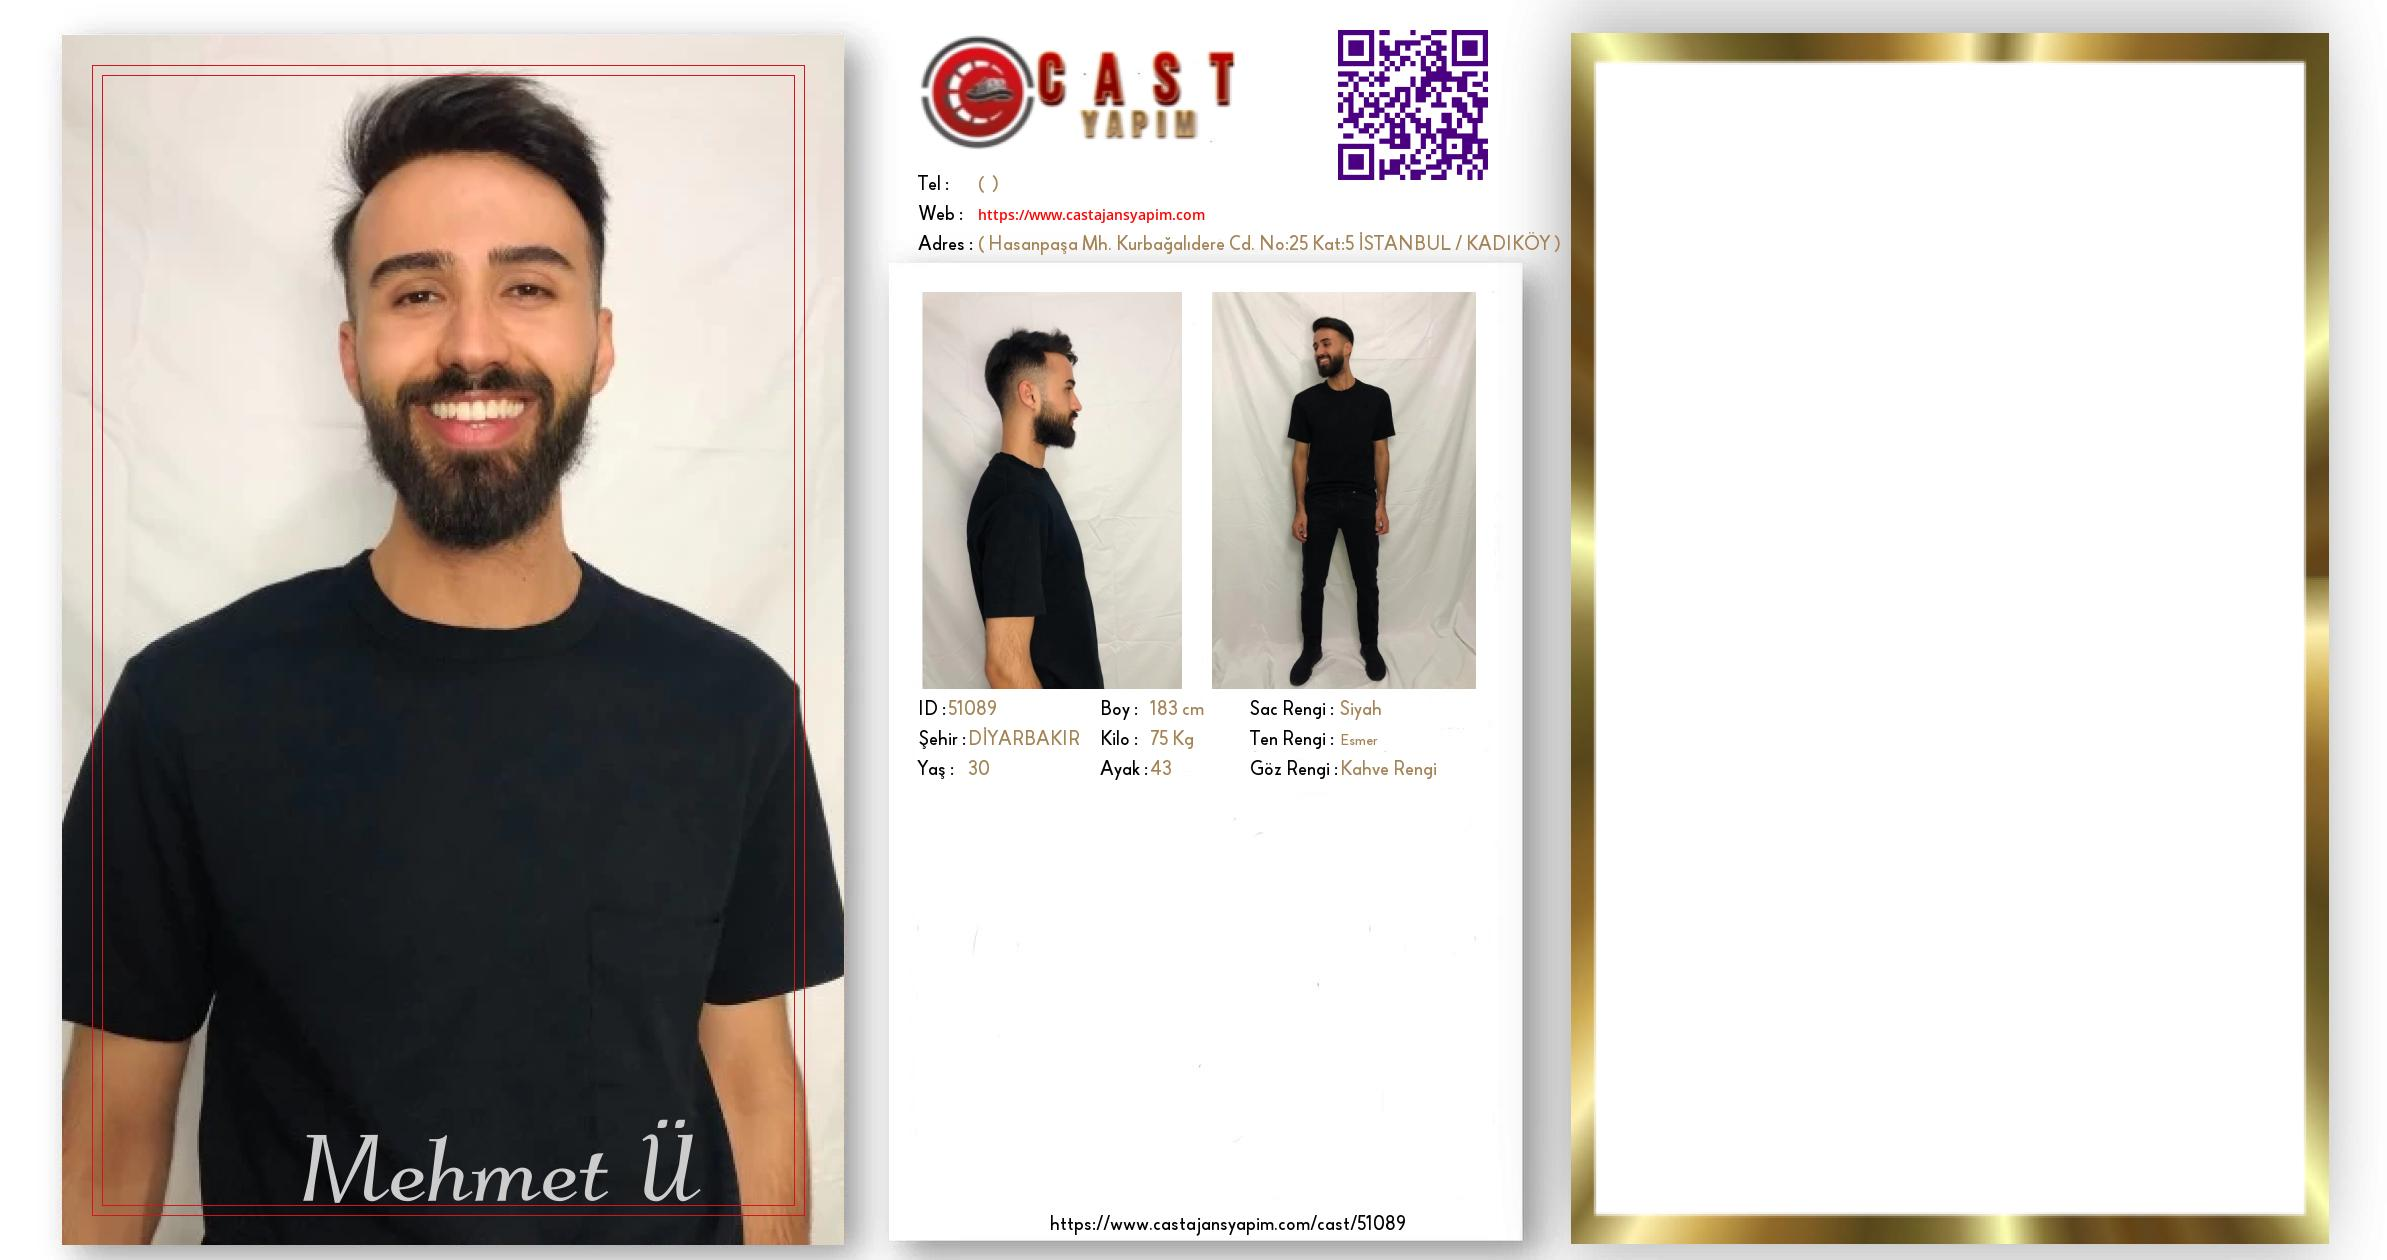 Mehmet Ü
CAST
YAPIM
Tel : ( )
Web : https://www.castajansyapim.com
Adres : ( Hasanpaşa Mh. Kurbağalıdere Cd. No:25 Kat:5 İSTANBUL / KADIKÖY )
ID : 51089 Boy : 183 cm Sac Rengi : Siyah
Şehir : DİYARBAKIR Kilo : 75 Kg Ten Rengi : Esmer
Yaş : 30 Ayak : 43 Göz Rengi : Kahve Rengi
https://www.castajansyapim.com/cast/51089